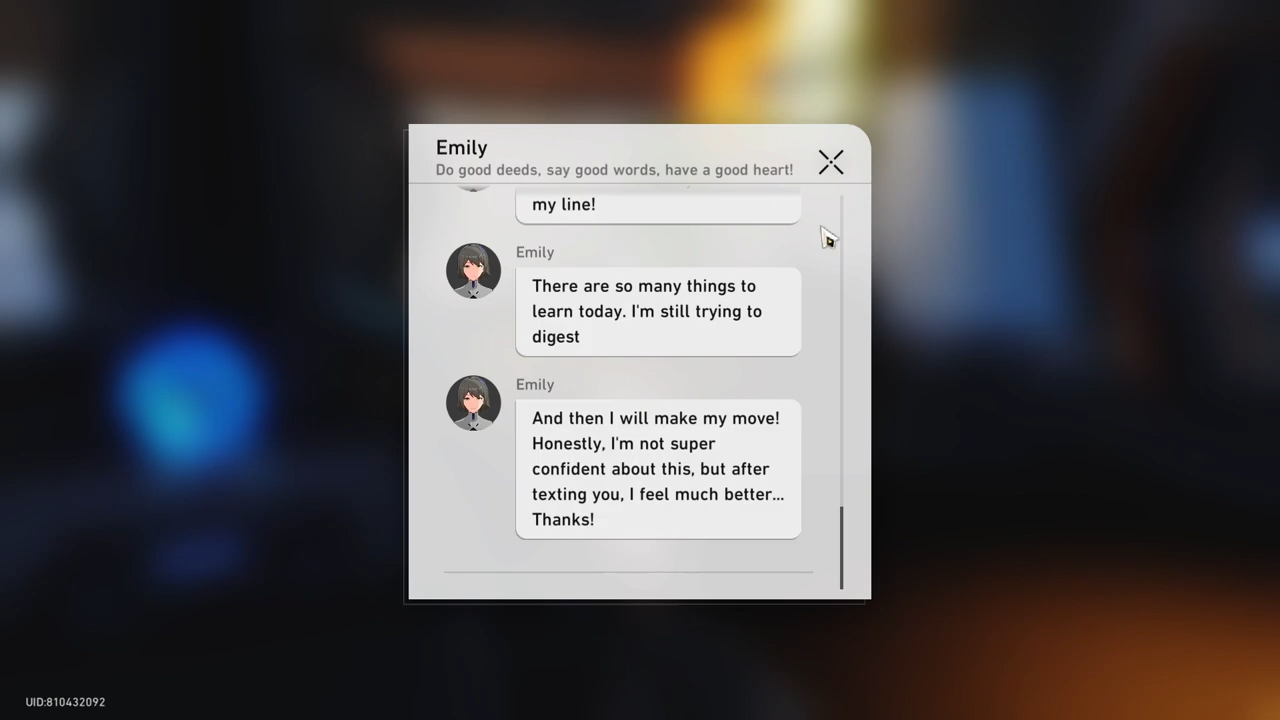 Emily
Do good deeds, say good words, have a good heart!
my line!
Emily
There are so many things to
learn today. I'm still trying to
digest
Emily
And then I will make my move!
Honestly, I'm not super
confident about this, but after
texting you, I feel much better...
Thanks!
UID:810432092